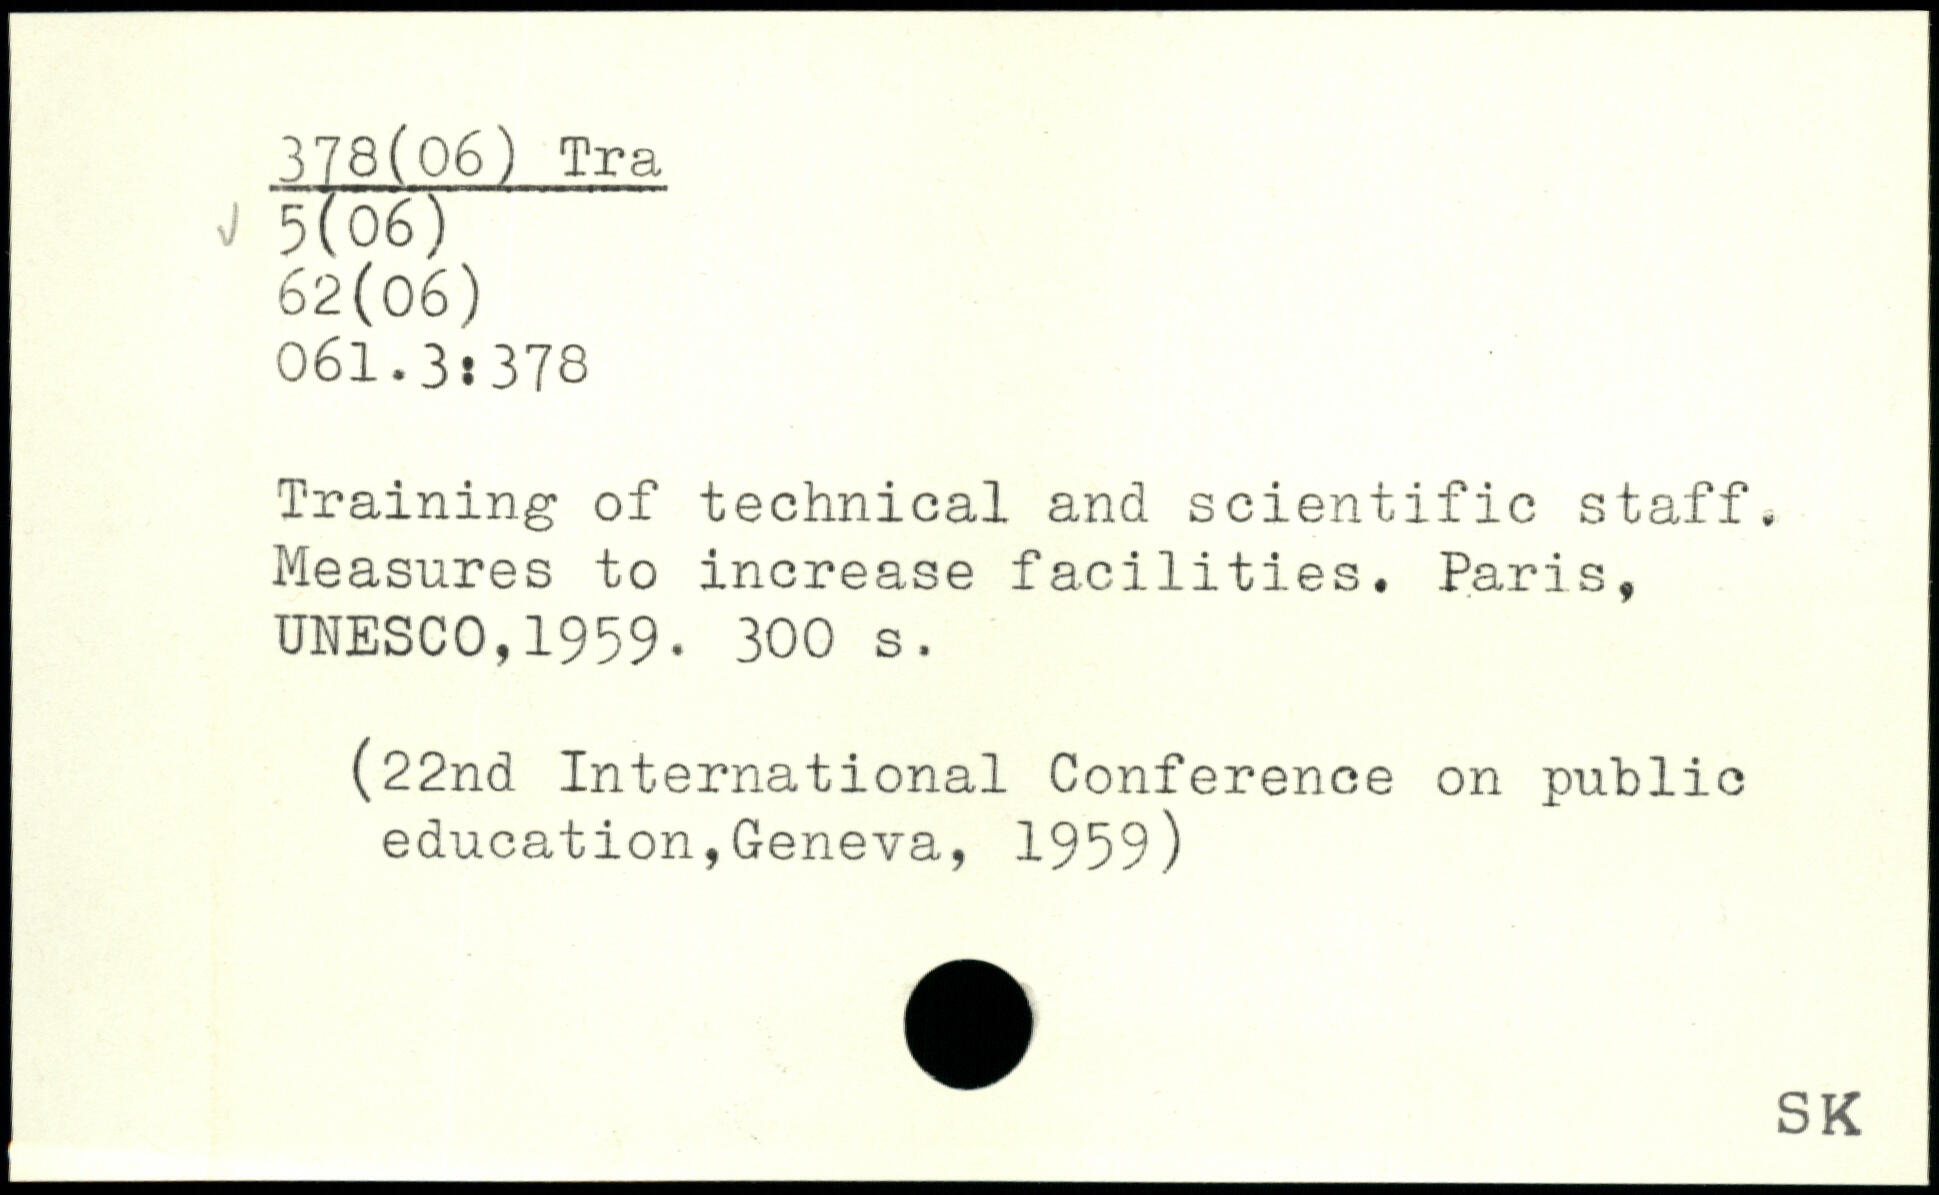 378(06) Tra
✓ 5(06)
62(06)
061.3:378
Training of technical and scientific staff.
Measures to increase facilities. Paris,
UNESCO,1959. 300 s.
(22nd International Conference on public
education,Geneva, 1959)
SK